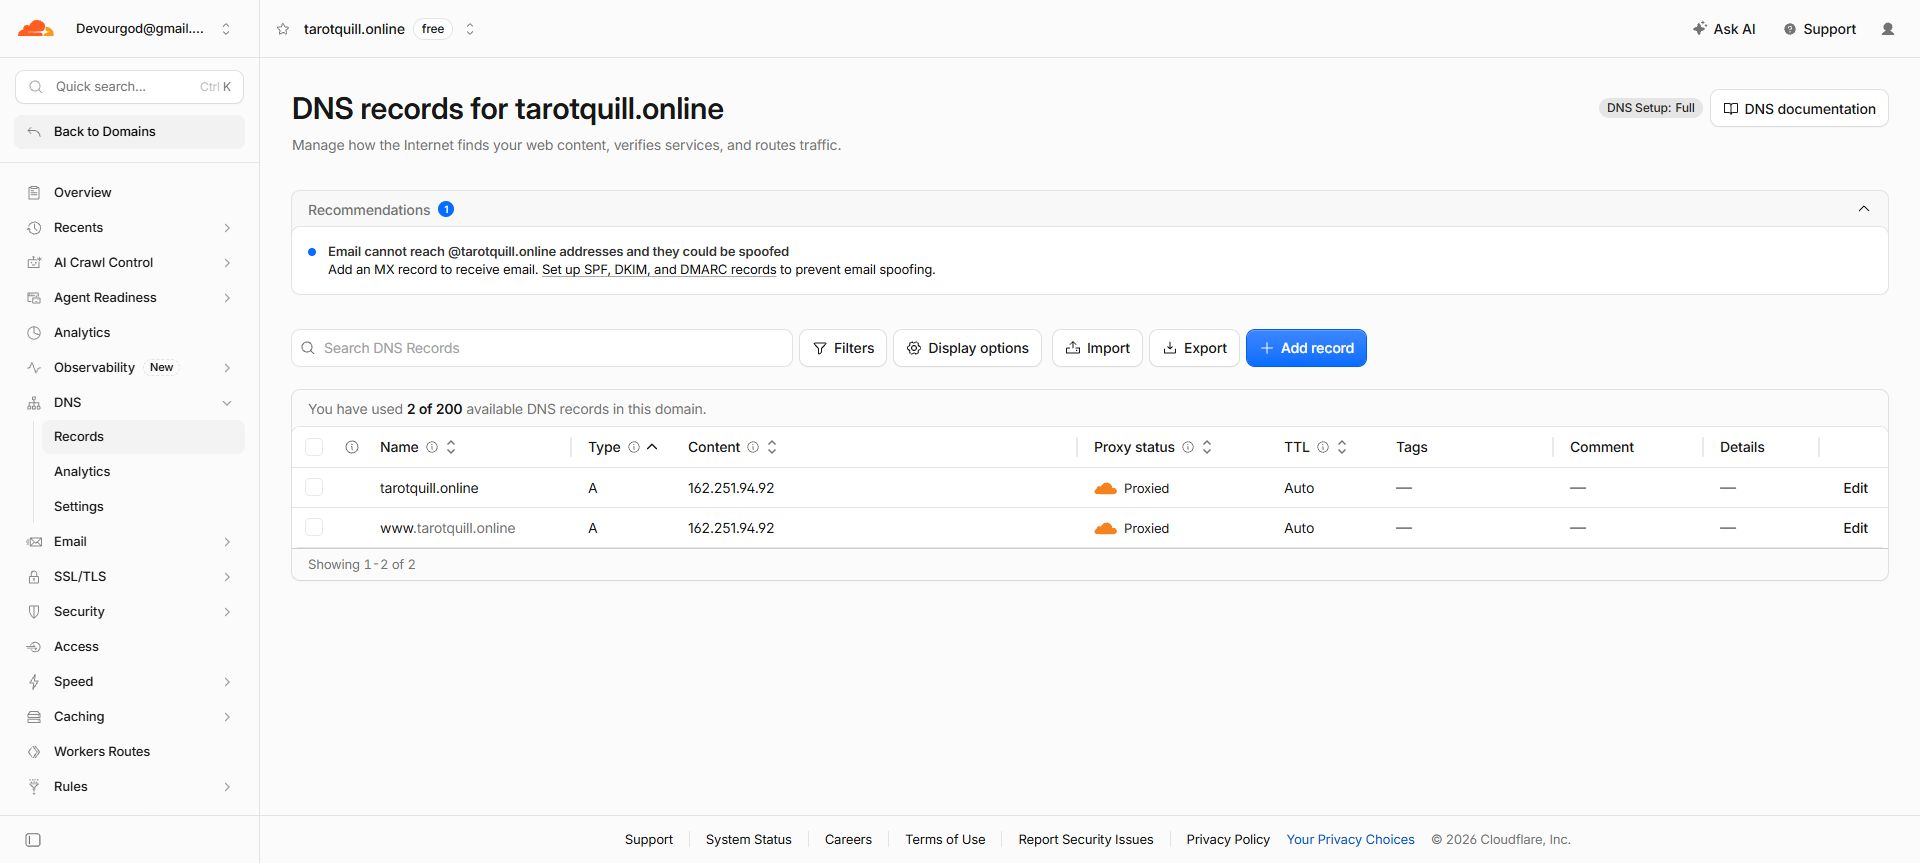 Devourgod@gmail....
tarotquill.online free
Ask AI
Support
Quick search... Ctrl K
Back to Domains
Overview
Recents
AI Crawl Control
Agent Readiness
Analytics
Observability New
DNS
Records
Analytics
Settings
Email
SSL/TLS
Security
Access
Speed
Caching
Workers Routes
Rules
DNS records for tarotquill.online
DNS Setup: Full
DNS documentation
Manage how the Internet finds your web content, verifies services, and routes traffic.
Recommendations 1
Email cannot reach @tarotquill.online addresses and they could be spoofed
Add an MX record to receive email. Set up SPF, DKIM, and DMARC records to prevent email spoofing.
Search DNS Records
Filters
Display options
Import
Export
Add record
You have used 2 of 200 available DNS records in this domain.
Name Type Content Proxy status TTL Tags Comment Details
tarotquill.online A 162.251.94.92 Proxied Auto — — — Edit
www.tarotquill.online A 162.251.94.92 Proxied Auto — — — Edit
Showing 1-2 of 2
Support System Status Careers Terms of Use Report Security Issues Privacy Policy Your Privacy Choices © 2026 Cloudflare, Inc.